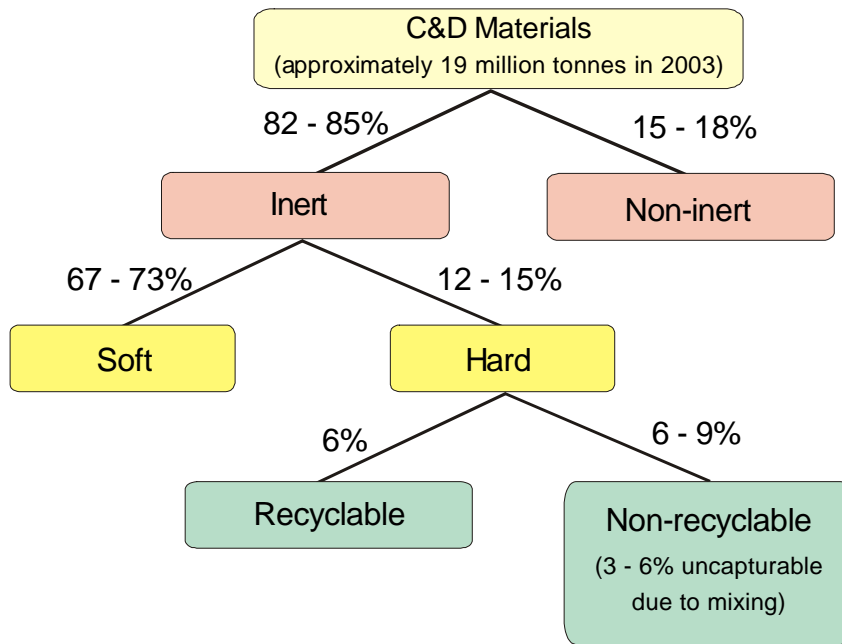 C&D Materials
(approximately 19 million tonnes in 2003)
82 - 85%
15 - 18%
Inert
Non-inert
67 - 73%
12 - 15%
Soft
Hard
6%
6 - 9%
Recyclable
Non-recyclable
(3 - 6% uncapturable
due to mixing)